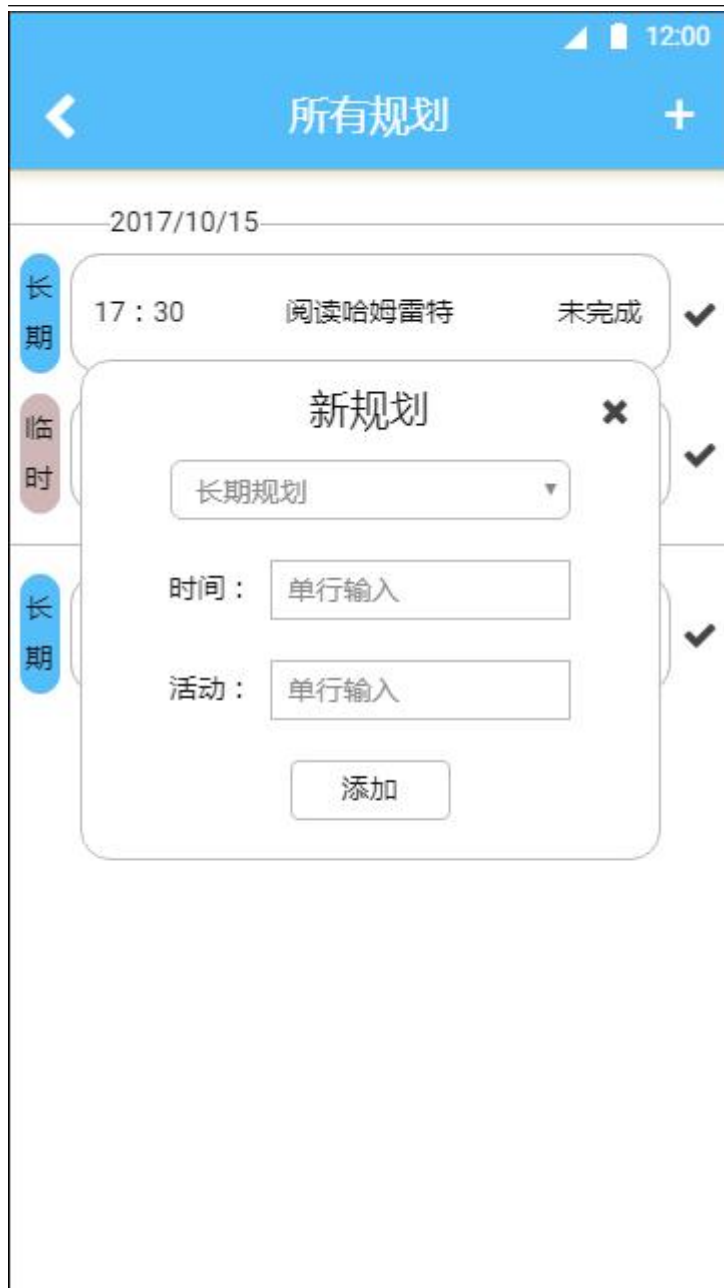 12:00
所有规划
2017/10/15
长期
17：30 阅读哈姆雷特 未完成
新规划
临时
长期规划
时间： 单行输入
长期
活动： 单行输入
添加